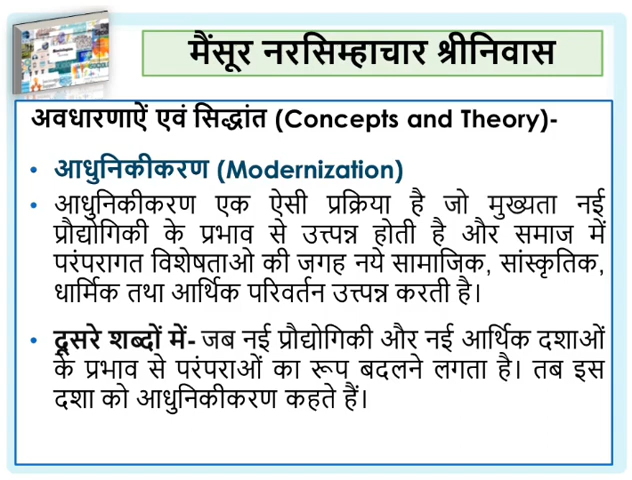 मैंसूर नरसिम्हाचार श्रीनिवास
अवधारणाऐं एवं सिद्धांत (Concepts and Theory)-
• आधुनिकीकरण (Modernization)
• आधुनिकीकरण एक ऐसी प्रक्रिया है जो मुख्यता नई
प्रौद्योगिकी के प्रभाव से उत्त्पन्न होती है और समाज में
परंपरागत विशेषताओ की जगह नये सामाजिक, सांस्कृतिक,
धार्मिक तथा आर्थिक परिवर्तन उत्त्पन्न करती है।
• दूसरे शब्दों में- जब नई प्रौद्योगिकी और नई आर्थिक दशाओं
के प्रभाव से परंपराओं का रूप बदलने लगता है। तब इस
दशा को आधुनिकीकरण कहते हैं।